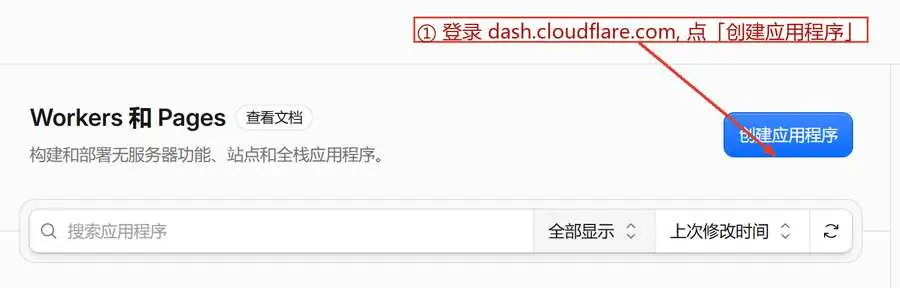 ① 登录 dash.cloudflare.com, 点「创建应用程序」
Workers 和 Pages 查看文档
创建应用程序
构建和部署无服务器功能、站点和全栈应用程序。
搜索应用程序 全部显示 上次修改时间